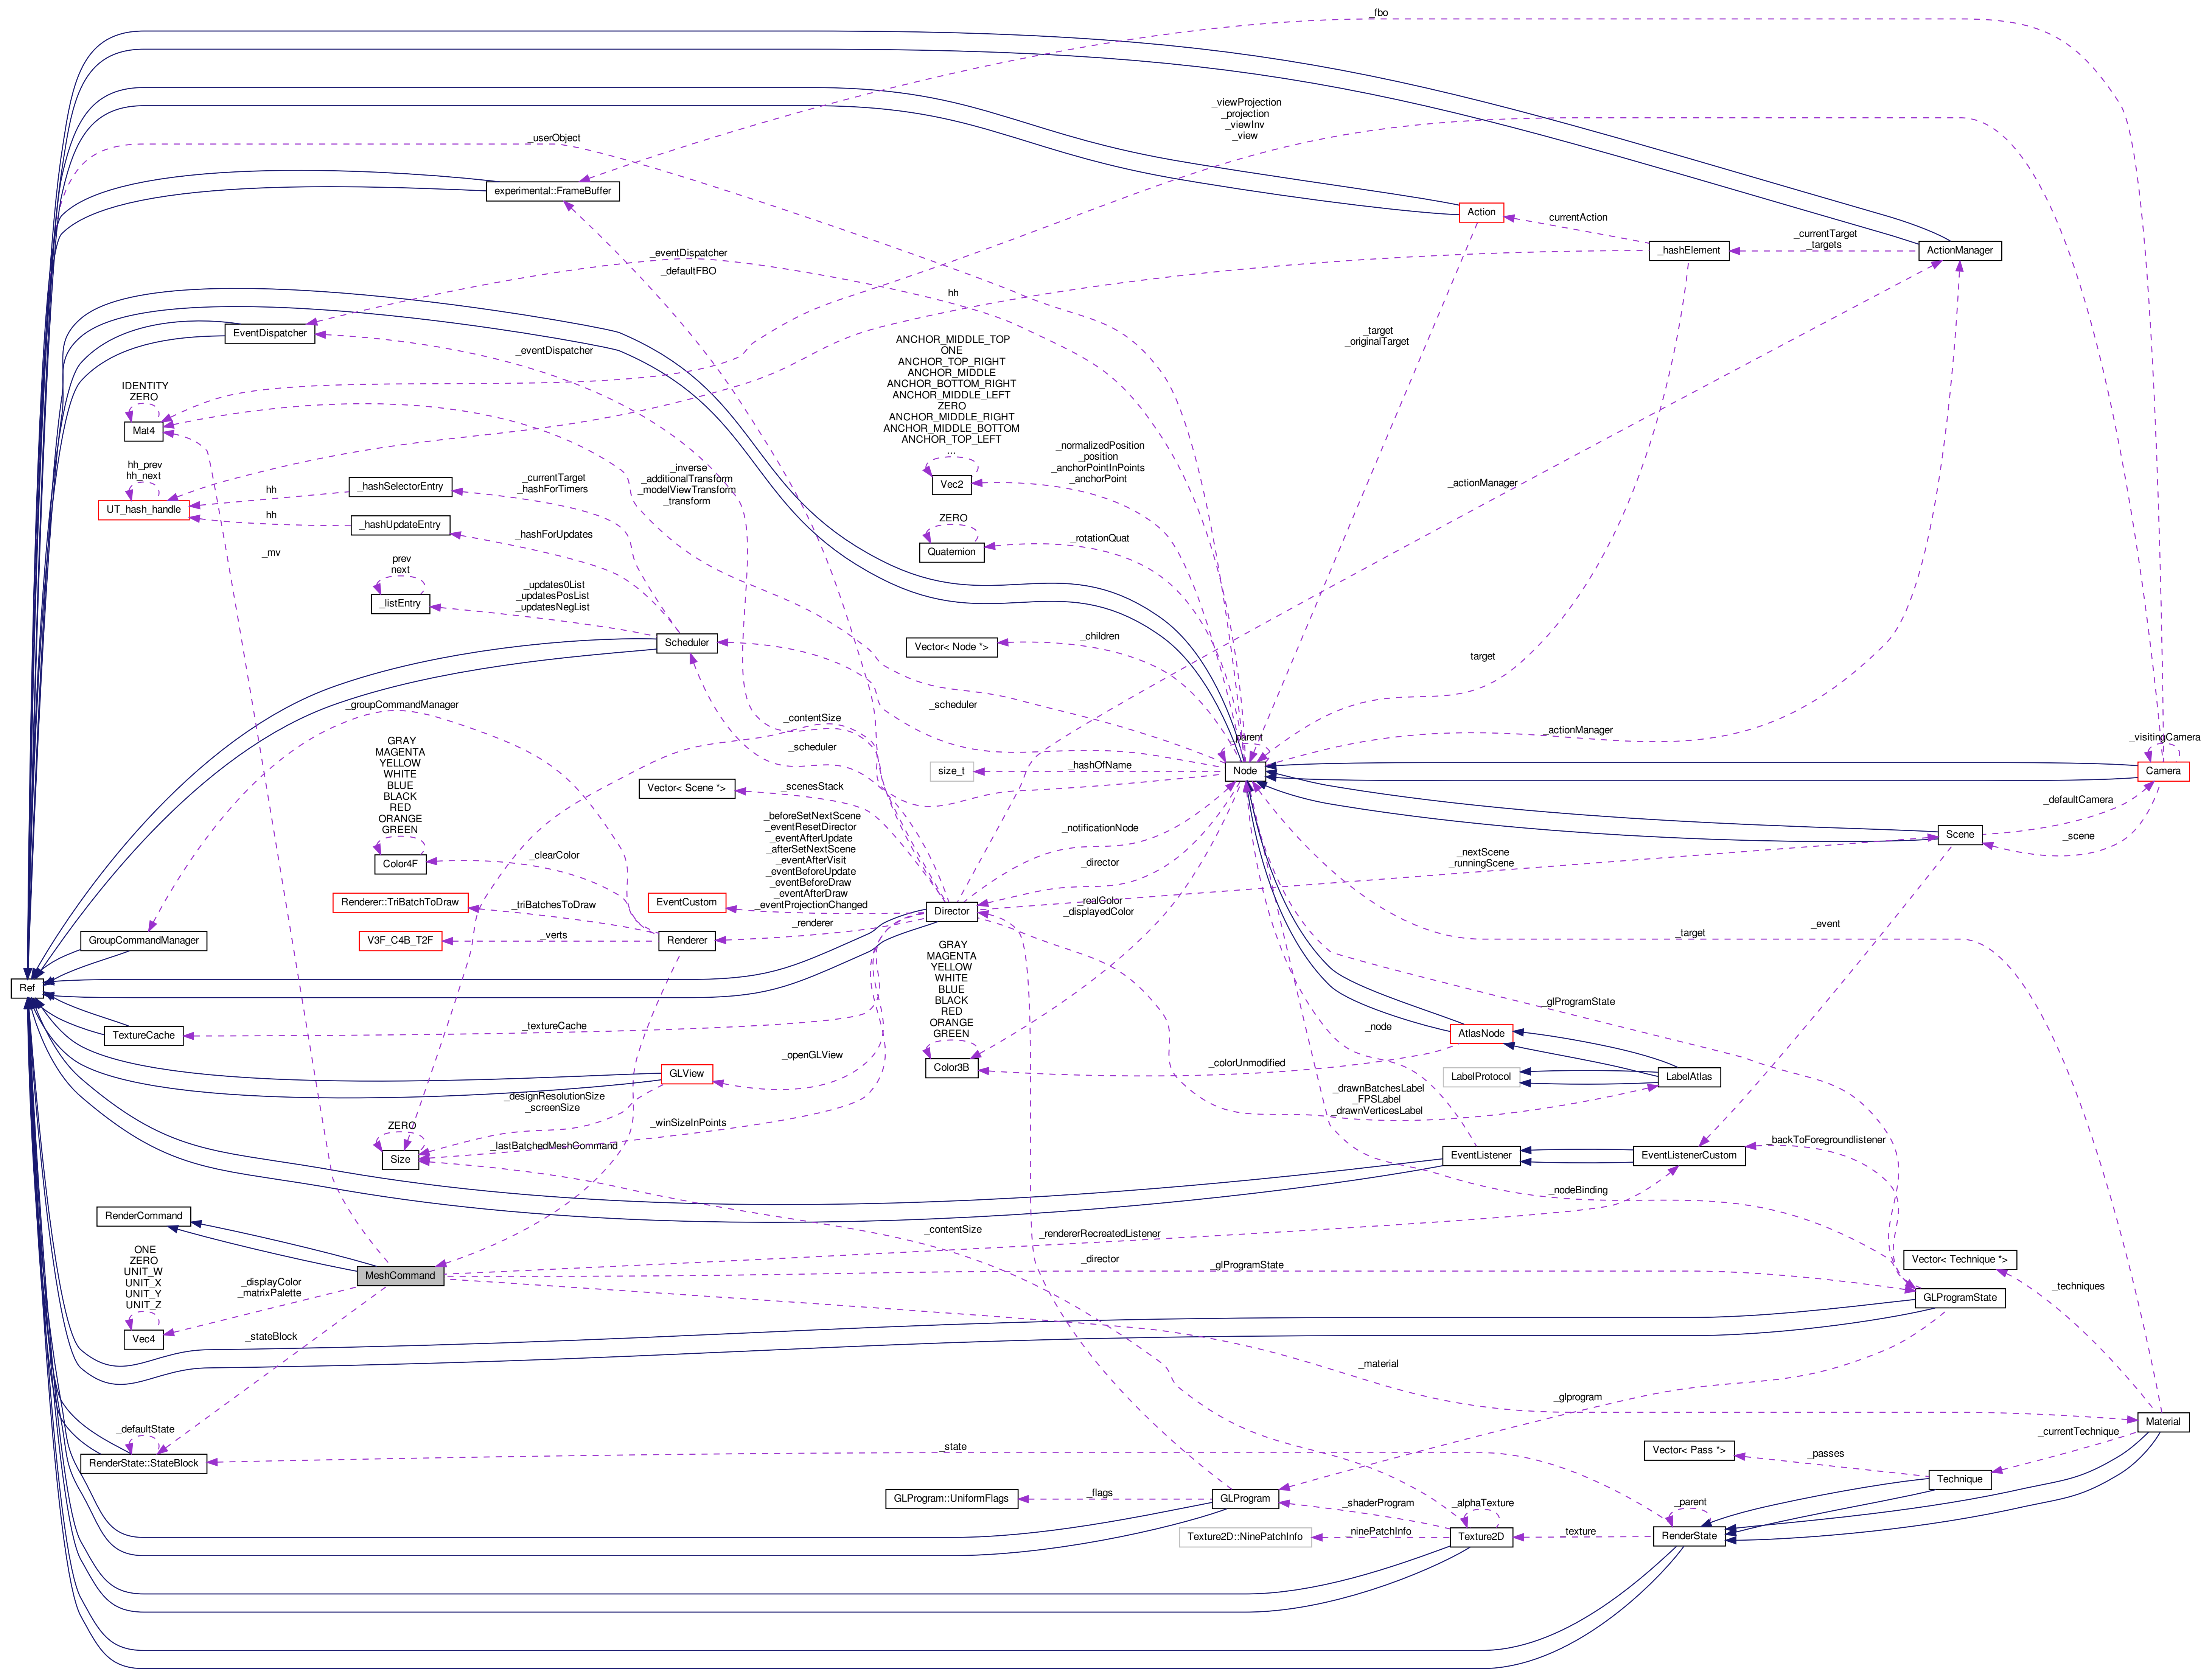 _fbo
_viewProjection
_projection
_viewInv
_view
_userObject
experimental::FrameBuffer
Action
currentAction
_currentTarget
_targets
_hashElement
ActionManager
_eventDispatcher
_defaultFBO
hh
EventDispatcher
_eventDispatcher
_target
_originalTarget
ANCHOR_MIDDLE_TOP
ONE
ANCHOR_TOP_RIGHT
ANCHOR_MIDDLE
ANCHOR_BOTTOM_RIGHT
ANCHOR_MIDDLE_LEFT
ZERO
ANCHOR_MIDDLE_RIGHT
ANCHOR_MIDDLE_BOTTOM
ANCHOR_TOP_LEFT
...
Vec2
IDENTITY
ZERO
Mat4
hh_prev
hh_next
UT_hash_handle
hh
_hashSelectorEntry
hh
_hashUpdateEntry
_currentTarget
_hashForTimers
_inverse
_additionalTransform
_modelViewTransform
_transform
_normalizedPosition
_position
_anchorPointInPoints
_anchorPoint
_actionManager
ZERO
Quaternion
_rotationQuat
_hashForUpdates
_mv
prev
next
_listEntry
_updates0List
_updatesPosList
_updatesNegList
Scheduler
Vector< Node *>
_children
target
_groupCommandManager
_contentSize
_scheduler
_scheduler
_parent
_actionManager
_visitingCamera
GRAY
MAGENTA
YELLOW
WHITE
BLUE
BLACK
RED
ORANGE
GREEN
Color4F
size_t
_hashOfName
Node
Camera
Vector< Scene *>
_scenesStack
_defaultCamera
_beforeSetNextScene
_eventResetDirector
_eventAfterUpdate
_afterSetNextScene
_eventAfterVisit
_eventBeforeUpdate
_eventBeforeDraw
_eventAfterDraw
_eventProjectionChanged
_notificationNode
_director
_nextScene
_runningScene
Scene
_scene
_clearColor
Renderer::TriBatchToDraw
_triBatchesToDraw
EventCustom
Director
_realColor
_displayedColor
_event
GroupCommandManager
V3F_C4B_T2F
_verts
Renderer
_renderer
_target
GRAY
MAGENTA
YELLOW
WHITE
BLUE
BLACK
RED
ORANGE
GREEN
Color3B
Ref
_glProgramState
TextureCache
_textureCache
_node
AtlasNode
_openGLView
_colorUnmodified
GLView
LabelProtocol
LabelAtlas
_designResolutionSize
_screenSize
_drawnBatchesLabel
_FPSLabel
_drawnVerticesLabel
ZERO
Size
_winSizeInPoints
_lastBatchedMeshCommand
_backToForegroundlistener
EventListener
EventListenerCustom
_nodeBinding
RenderCommand
_contentSize
_rendererRecreatedListener
ONE
ZERO
UNIT_W
UNIT_X
UNIT_Y
UNIT_Z
Vec4
_displayColor
_matrixPalette
MeshCommand
_director
_glProgramState
Vector< Technique *>
_techniques
GLProgramState
_stateBlock
_material
_glprogram
_defaultState
RenderState::StateBlock
_state
Material
_currentTechnique
Vector< Pass *>
_passes
Technique
GLProgram::UniformFlags
_flags
GLProgram
_shaderProgram
_alphaTexture
_parent
Texture2D::NinePatchInfo
_ninePatchInfo
Texture2D
_texture
RenderState